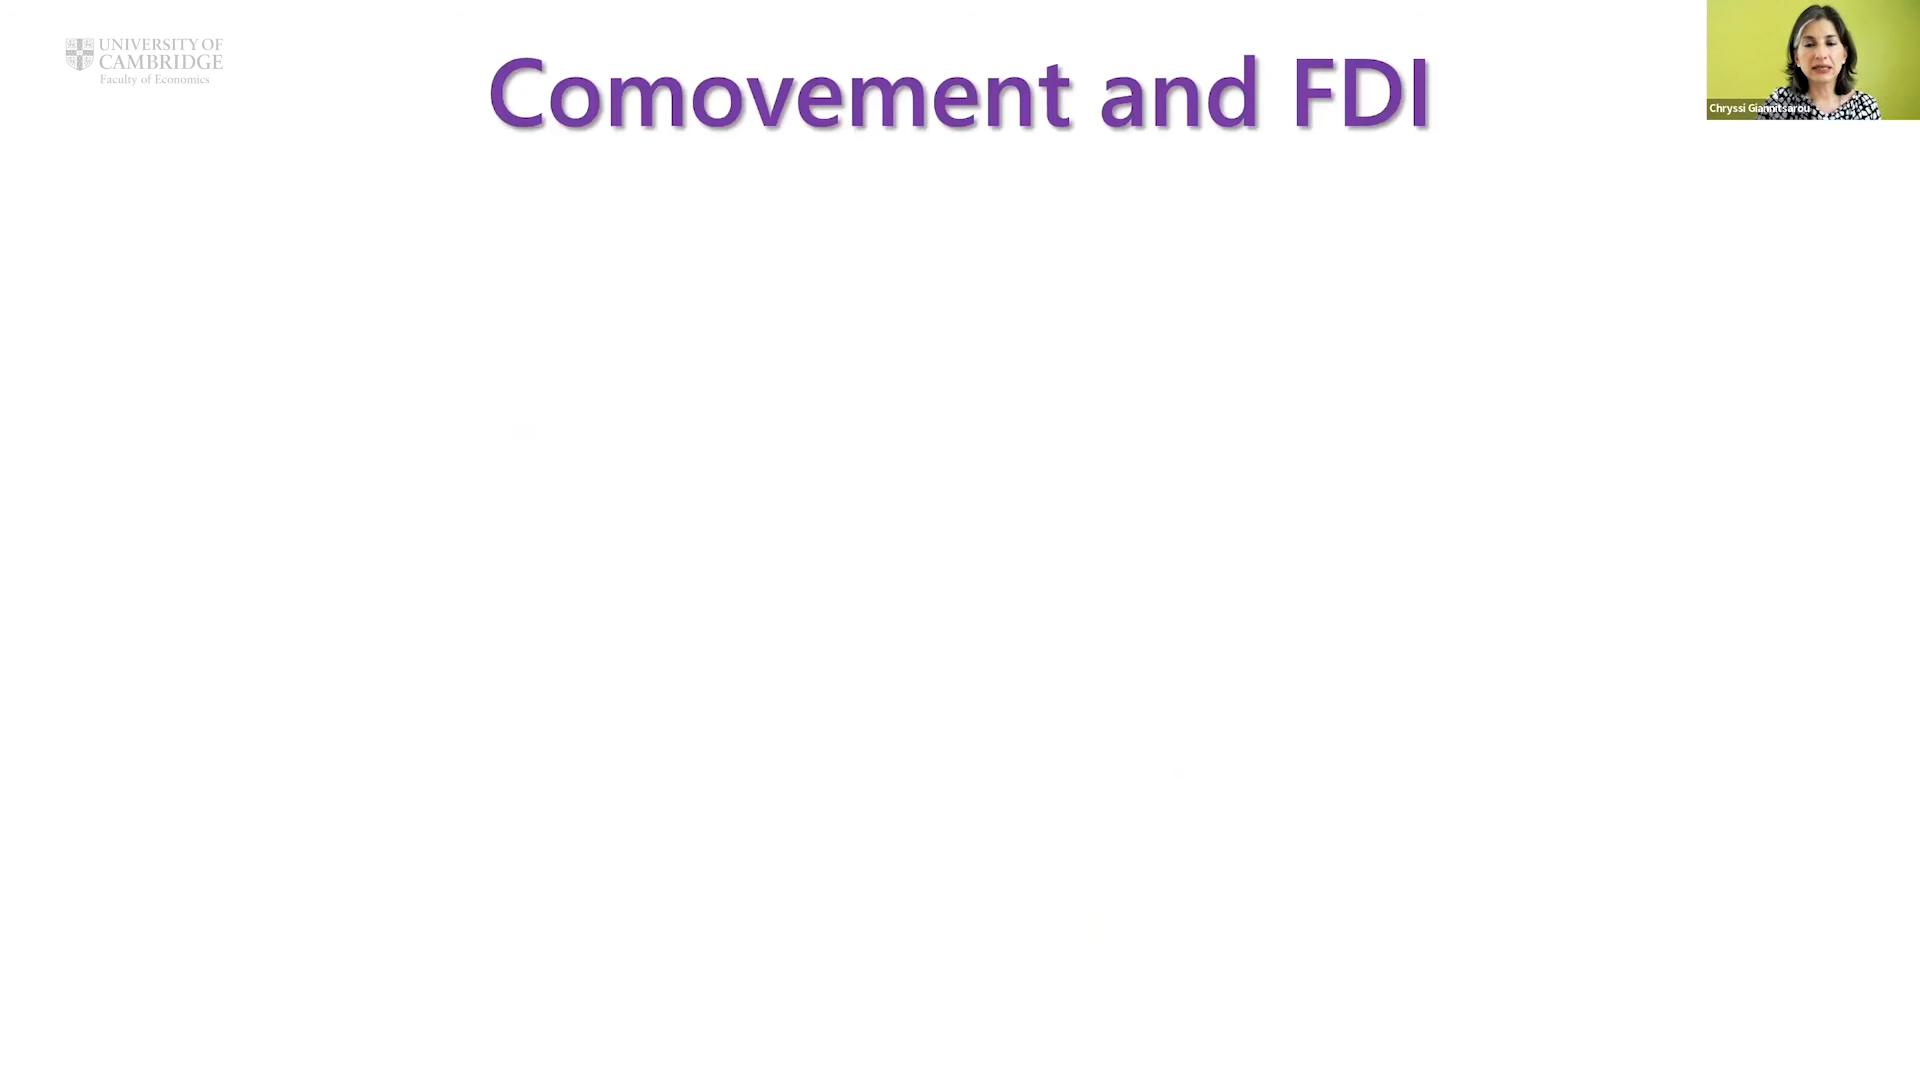 UNIVERSITY OF
CAMBRIDGE
Faculty of Economics
Comovement and FDI
Chryssi Giannitsarou